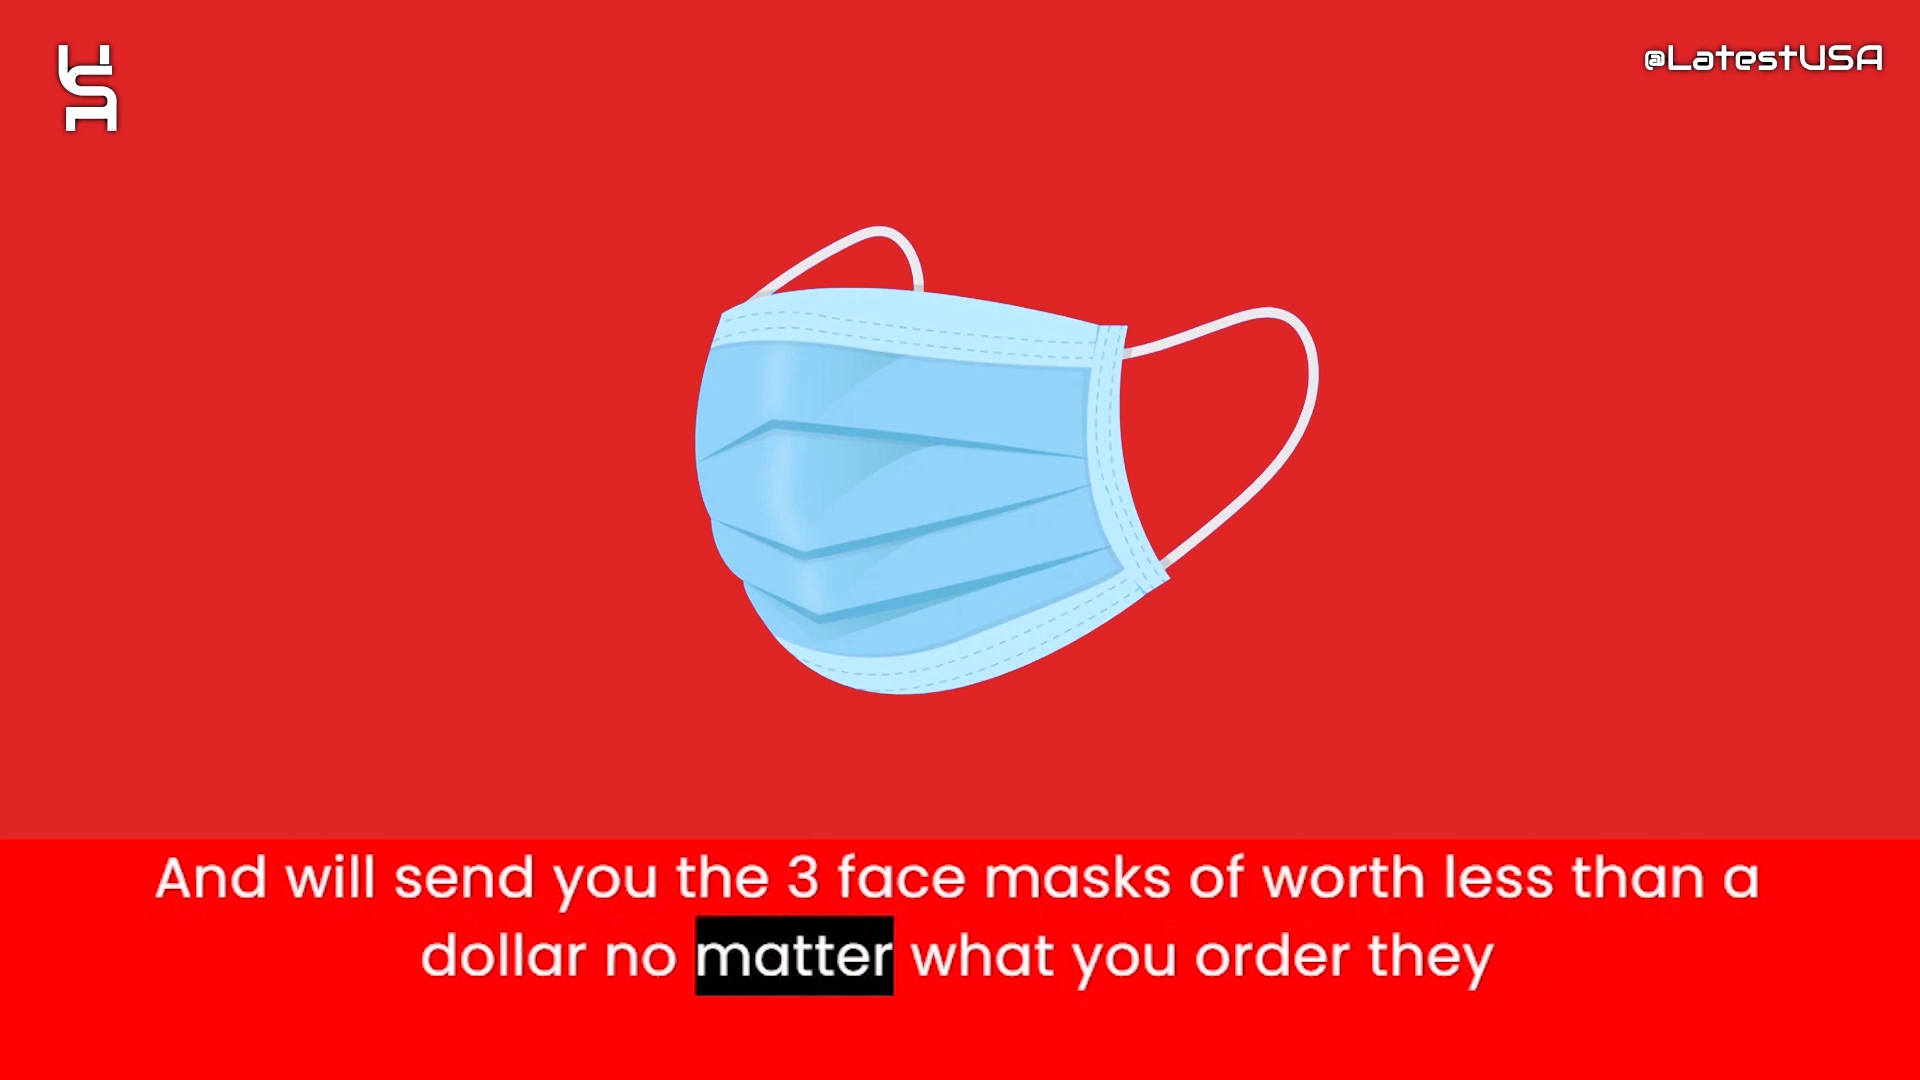 USA
@LatestUSA
And will send you the 3 face masks of worth less than a
dollar no matter what you order they